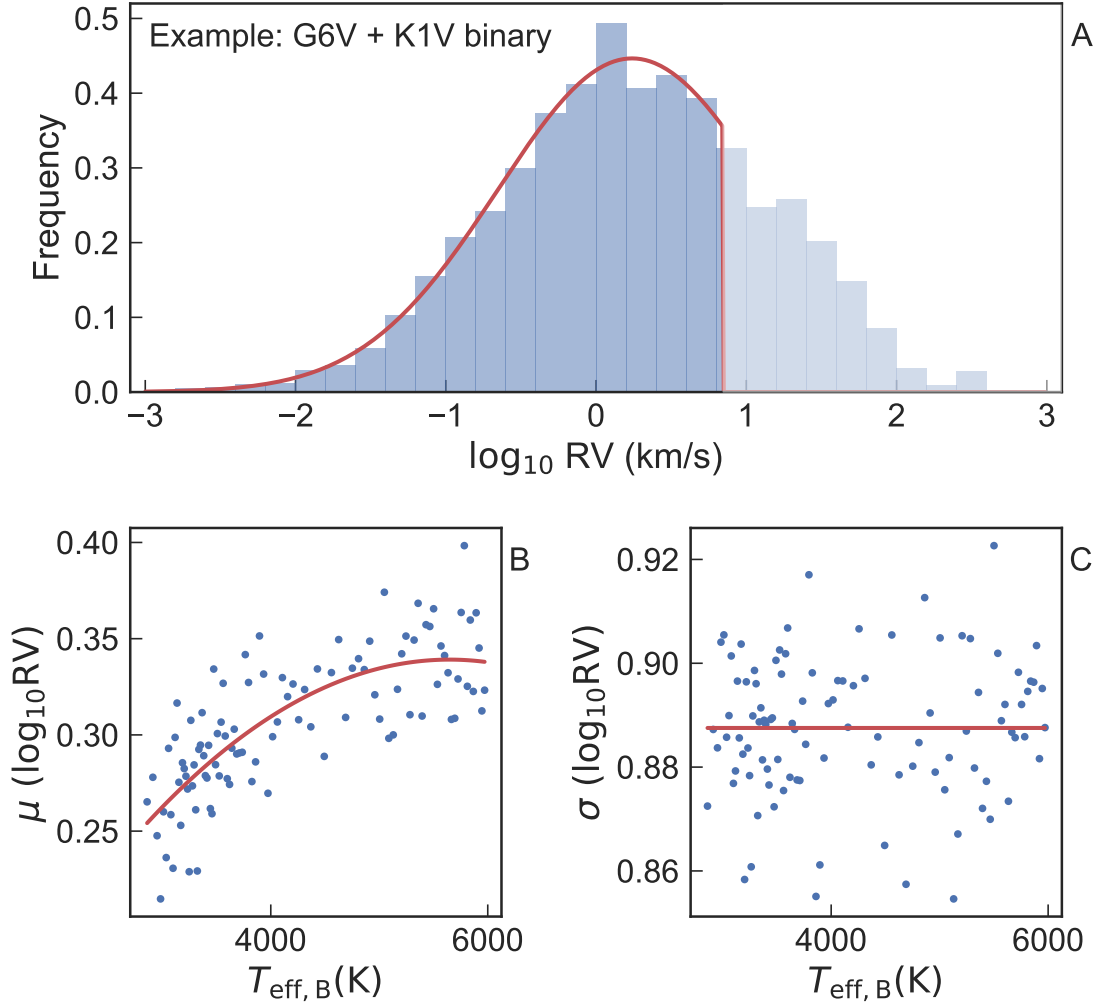 Example: G6V + K1V binary
A
Frequency
0.5
0.4
0.3
0.2
0.1
0.0
−3 −2 −1 0 1 2 3
log₁₀ RV (km/s)
B
μ (log₁₀RV)
0.40
0.35
0.30
0.25
4000 6000
T_eff, B(K)
C
σ (log₁₀RV)
0.92
0.90
0.88
0.86
4000 6000
T_eff, B(K)